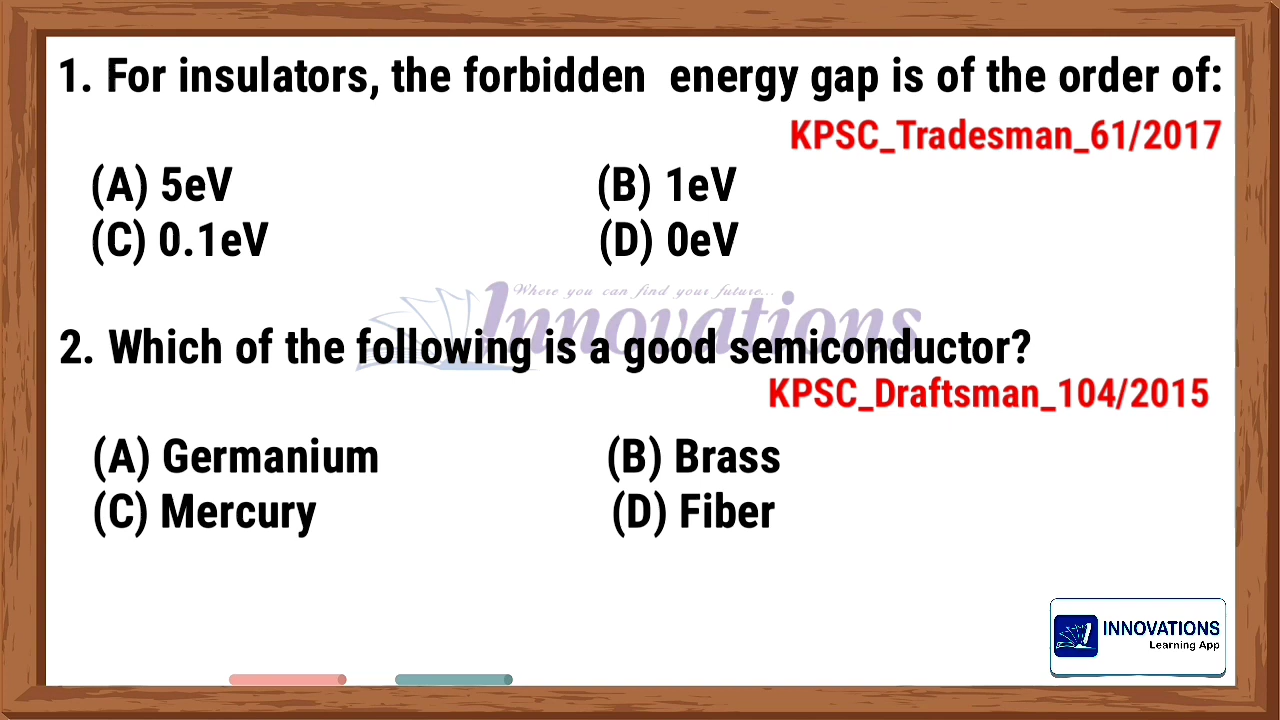 1. For insulators, the forbidden energy gap is of the order of:
KPSC_Tradesman_61/2017
(A) 5eV (B) 1eV
(C) 0.1eV (D) 0eV
Where you can find your future...
Innovations
2. Which of the following is a good semiconductor?
KPSC_Draftsman_104/2015
(A) Germanium (B) Brass
(C) Mercury (D) Fiber
INNOVATIONS
Learning App